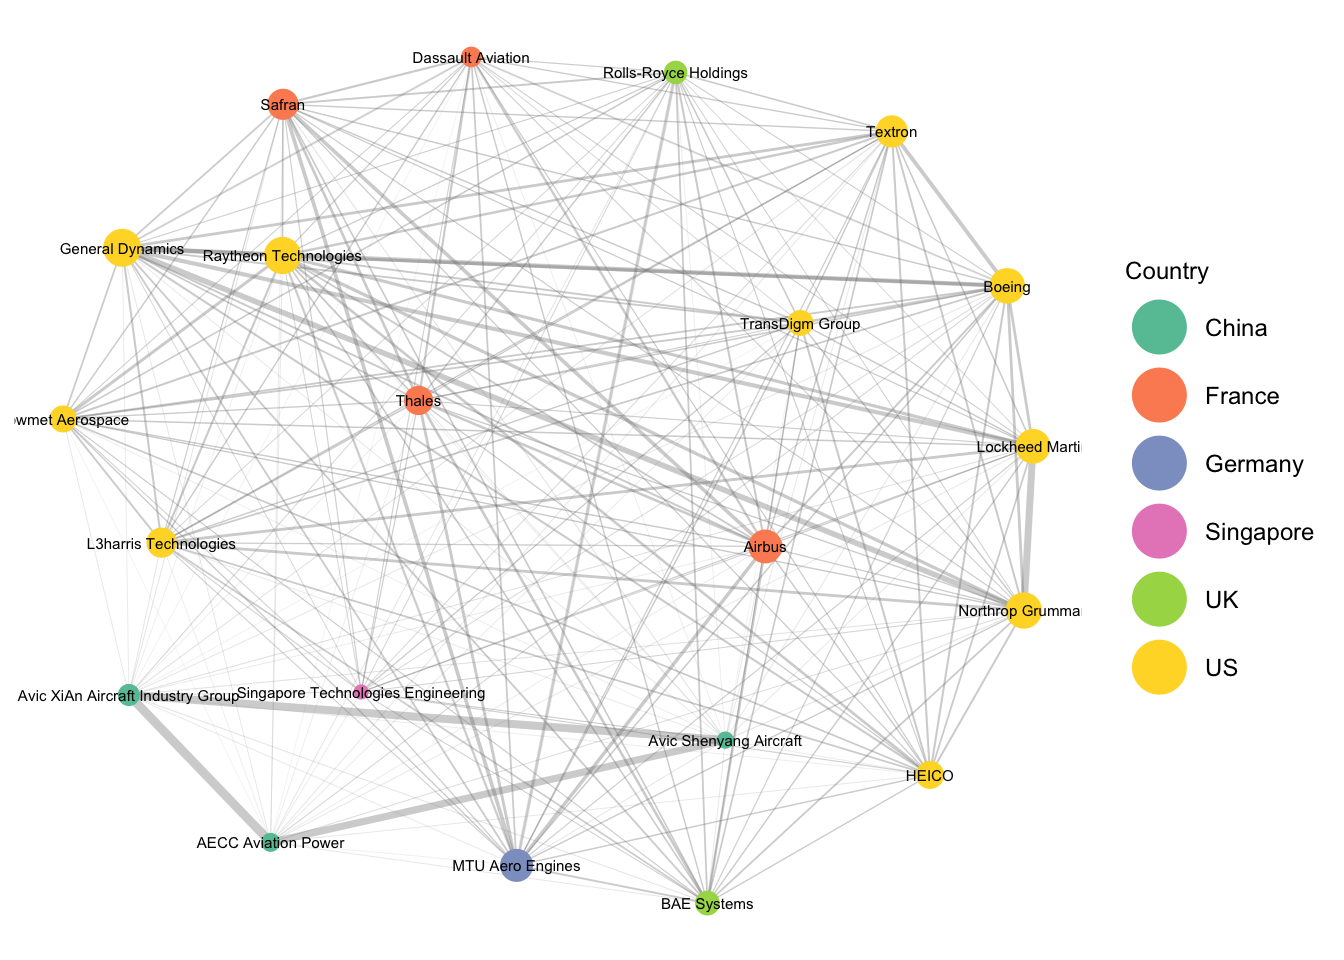 Dassault Aviation
Rolls-Royce Holdings
Safran
Textron
General Dynamics
Raytheon Technologies
Boeing
TransDigm Group
Thales
wmet Aerospace
Lockheed Marti
L3harris Technologies
Airbus
Northrop Grumma
Avic XiAn Aircraft Industry Group
Singapore Technologies Engineering
Avic Shenyang Aircraft
HEICO
AECC Aviation Power
MTU Aero Engines
BAE Systems
Country
China
France
Germany
Singapore
UK
US